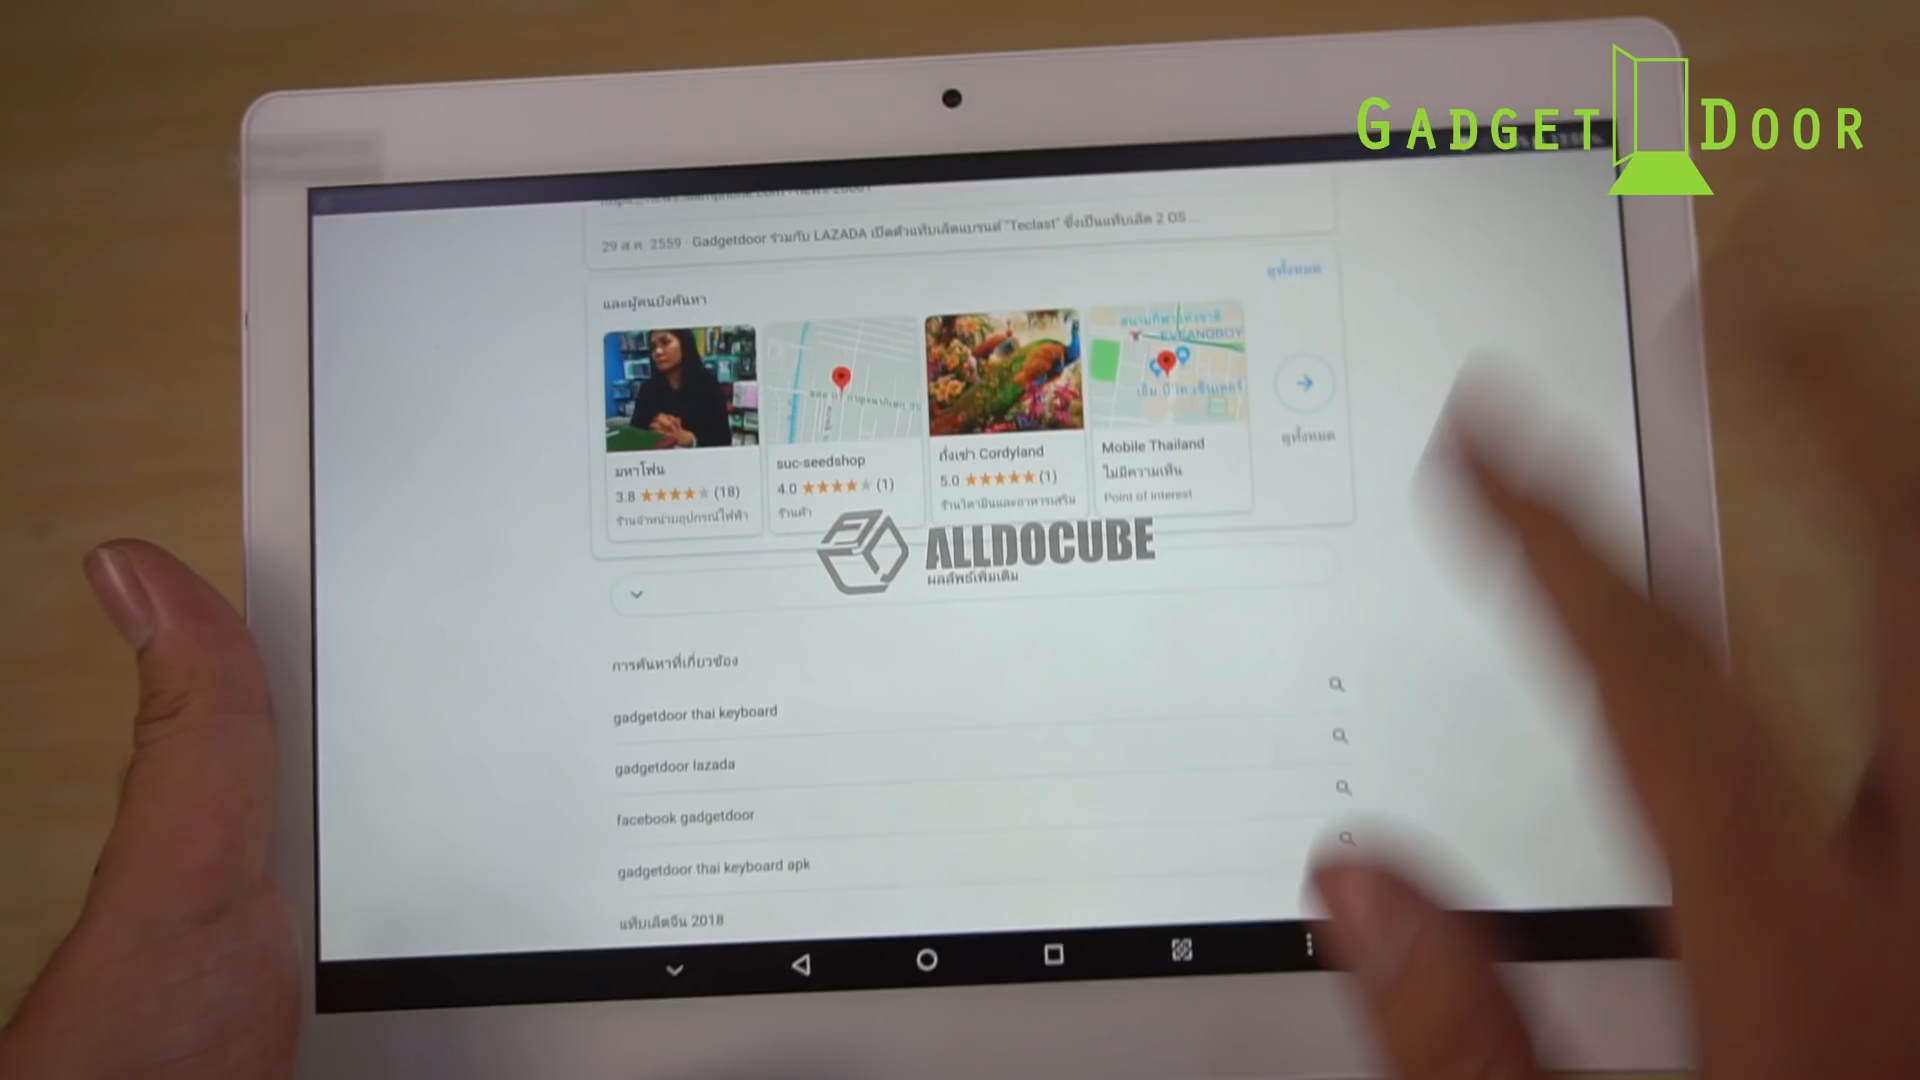 GADGET DOOR
29 ส.ค. 2559 · Gadgetdoor ร่วมกับ LAZADA เปิดตัวแท็บเล็ตแบรนด์ "Teclast" ซึ่งเป็นแท็บเล็ต 2 OS ...
ดูทั้งหมด
และผู้คนยังค้นหา
มหาโฟน
3.8 (18)
ร้านจำหน่ายอุปกรณ์ไฟฟ้า
suc-seedshop
4.0 (1)
ร้านค้า
ถั่งเช่า Cordyland
5.0 (1)
ร้านวิตามินและอาหารเสริม
EVEANDBOY
Mobile Thailand
ไม่มีความเห็น
Point of interest
ดูทั้งหมด
ALLDOCUBE
ผลลัพธ์เพิ่มเติม
การค้นหาที่เกี่ยวข้อง
gadgetdoor thai keyboard
gadgetdoor lazada
facebook gadgetdoor
gadgetdoor thai keyboard apk
แท็บเล็ตจีน 2018